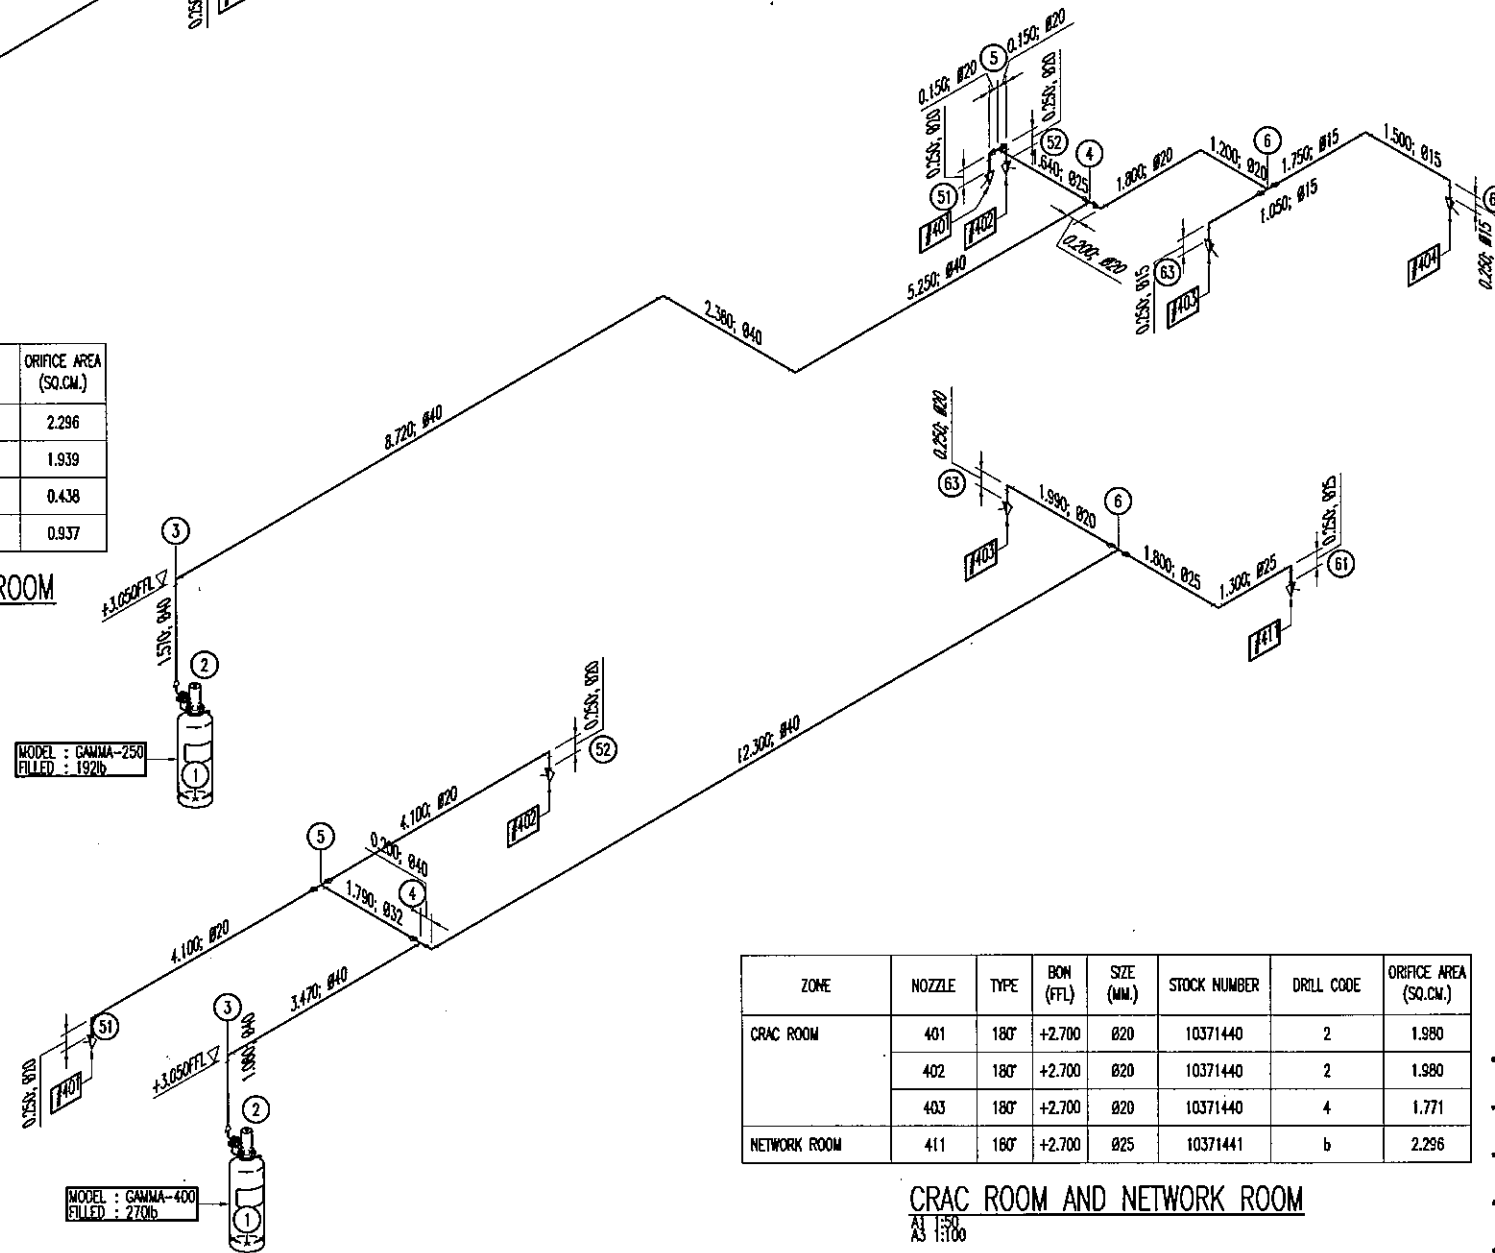 0.250
0.150; Ø20
5
0.150; Ø20
0.250; Ø20
0.250; Ø20
52
51
1.640; Ø25
4
1.800; Ø20
1.200; Ø20
6
1.750; Ø15
1.500; Ø15
1.050; Ø15
401
402
0.200; Ø20
63
0.250; Ø15
403
404
0.250; Ø15
5.250; Ø40
2.380; Ø40
8.720; Ø40
ORIFICE AREA
(SQ.CM.)
2.296
1.939
0.438
0.937
ROOM
3
+3.050FFL
1.570; Ø40
2
MODEL : GAMMA-250
FILLED : 192lb
1
0.250; Ø20
63
1.990; Ø20
6
403
1.800; Ø25
1.300; Ø25
0.250; Ø25
61
411
12.300; Ø40
0.250; Ø20
52
4.100; Ø20
402
5
0.200; Ø40
1.790; Ø32
4
4.100; Ø20
3.470; Ø40
51
0.250; Ø20
401
3
+3.050FFL
1.080; Ø40
2
MODEL : GAMMA-400
FILLED : 270lb
1
ZONE NOZZLE TYPE BON (FFL) SIZE (MM.) STOCK NUMBER DRILL CODE ORIFICE AREA (SQ.CM.)
CRAC ROOM 401 180° +2.700 Ø20 10371440 2 1.980
402 180° +2.700 Ø20 10371440 2 1.980
403 180° +2.700 Ø20 10371440 4 1.771
NETWORK ROOM 411 180° +2.700 Ø25 10371441 b 2.296
CRAC ROOM AND NETWORK ROOM
A1 1:50
A3 1:100